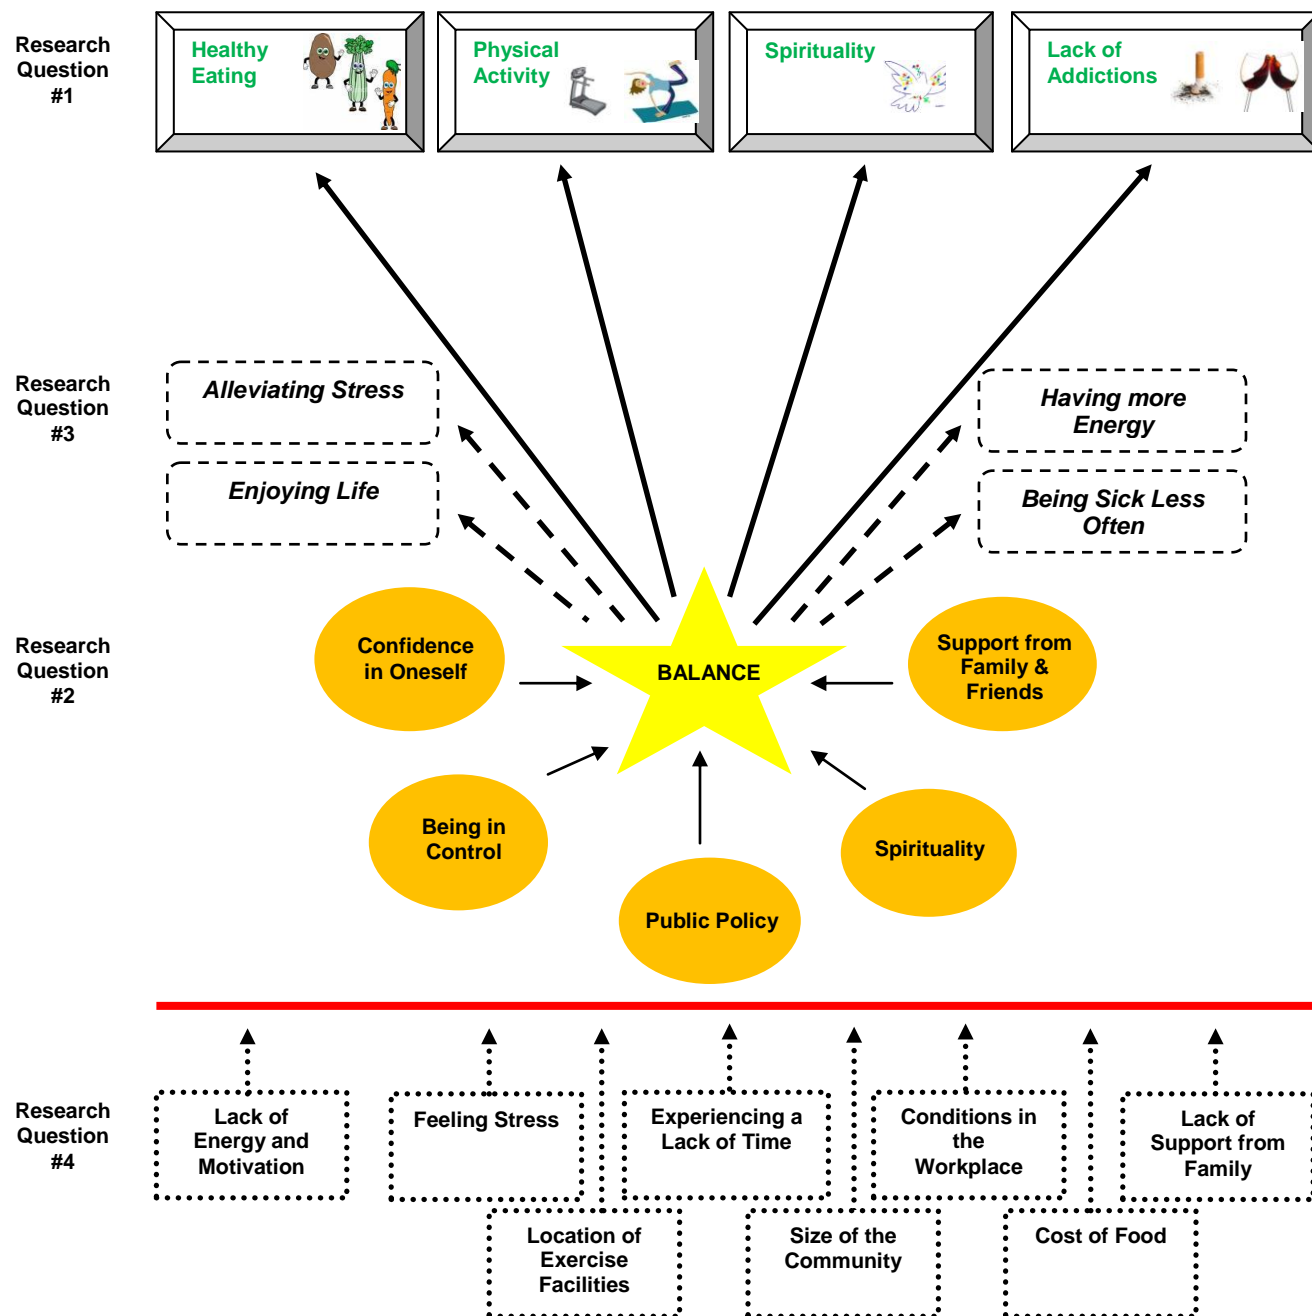 Research
Question
#1
Healthy
Eating
Physical
Activity
Spirituality
Lack of
Addictions
Research
Question
#3
Alleviating Stress
Enjoying Life
Having more
Energy
Being Sick Less
Often
Research
Question
#2
Confidence
in Oneself
BALANCE
Support from
Family &
Friends
Being in
Control
Public Policy
Spirituality
Research
Question
#4
Lack of
Energy and
Motivation
Feeling Stress
Experiencing a
Lack of Time
Conditions in
the
Workplace
Lack of
Support from
Family
Location of
Exercise
Facilities
Size of the
Community
Cost of Food